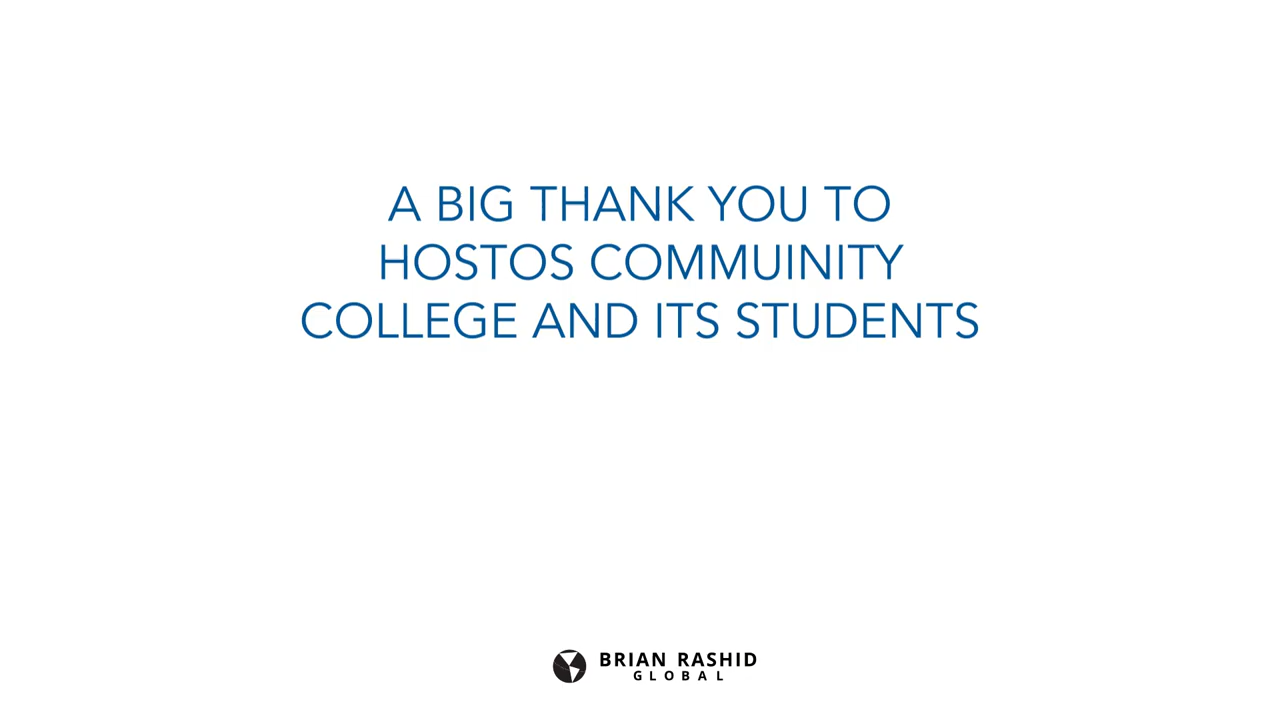 A BIG THANK YOU TO
HOSTOS COMMUINITY
COLLEGE AND ITS STUDENTS
BRIAN RASHID
GLOBAL